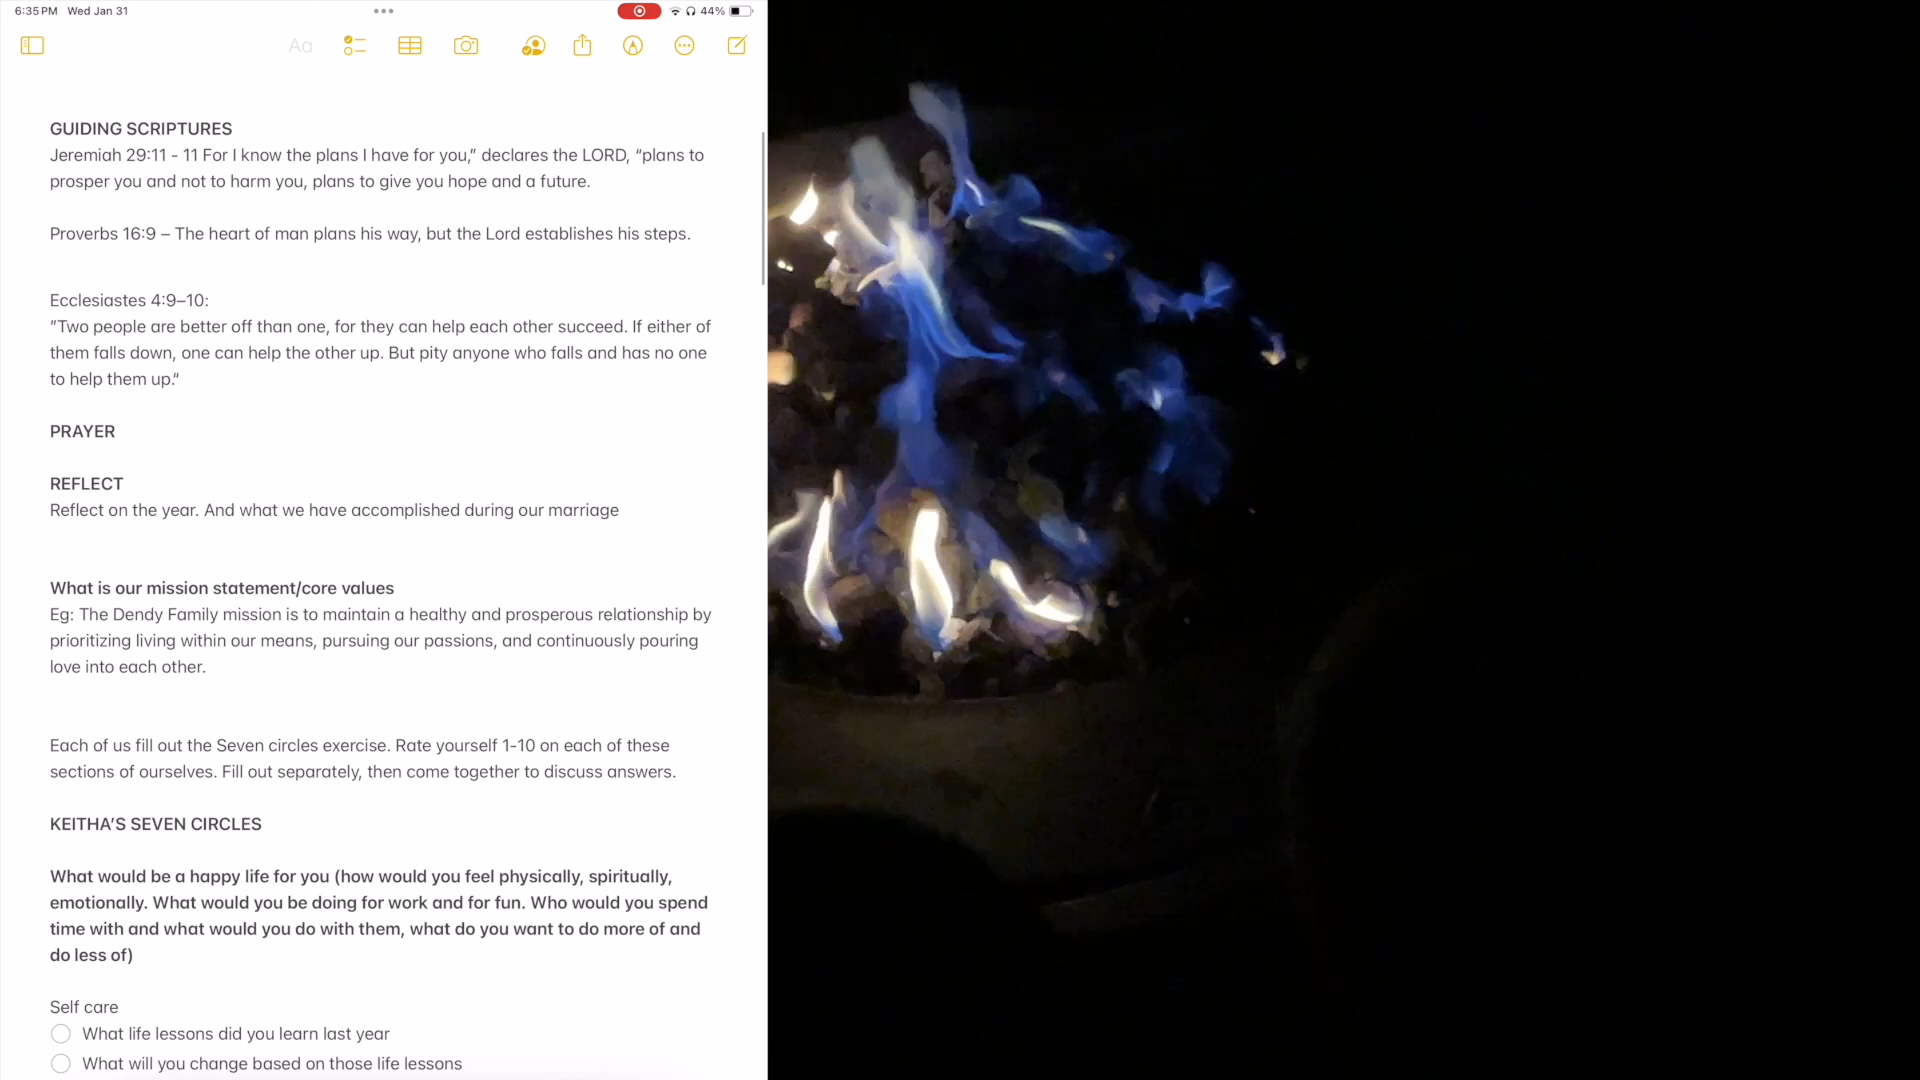 6:35 PM Wed Jan 31
44%
Aa
GUIDING SCRIPTURES
Jeremiah 29:11 - 11 For I know the plans I have for you,” declares the LORD, “plans to
prosper you and not to harm you, plans to give you hope and a future.
Proverbs 16:9 – The heart of man plans his way, but the Lord establishes his steps.
Ecclesiastes 4:9–10:
”Two people are better off than one, for they can help each other succeed. If either of
them falls down, one can help the other up. But pity anyone who falls and has no one
to help them up.“
PRAYER
REFLECT
Reflect on the year. And what we have accomplished during our marriage
What is our mission statement/core values
Eg: The Dendy Family mission is to maintain a healthy and prosperous relationship by
prioritizing living within our means, pursuing our passions, and continuously pouring
love into each other.
Each of us fill out the Seven circles exercise. Rate yourself 1-10 on each of these
sections of ourselves. Fill out separately, then come together to discuss answers.
KEITHA’S SEVEN CIRCLES
What would be a happy life for you (how would you feel physically, spiritually,
emotionally. What would you be doing for work and for fun. Who would you spend
time with and what would you do with them, what do you want to do more of and
do less of)
Self care
What life lessons did you learn last year
What will you change based on those life lessons